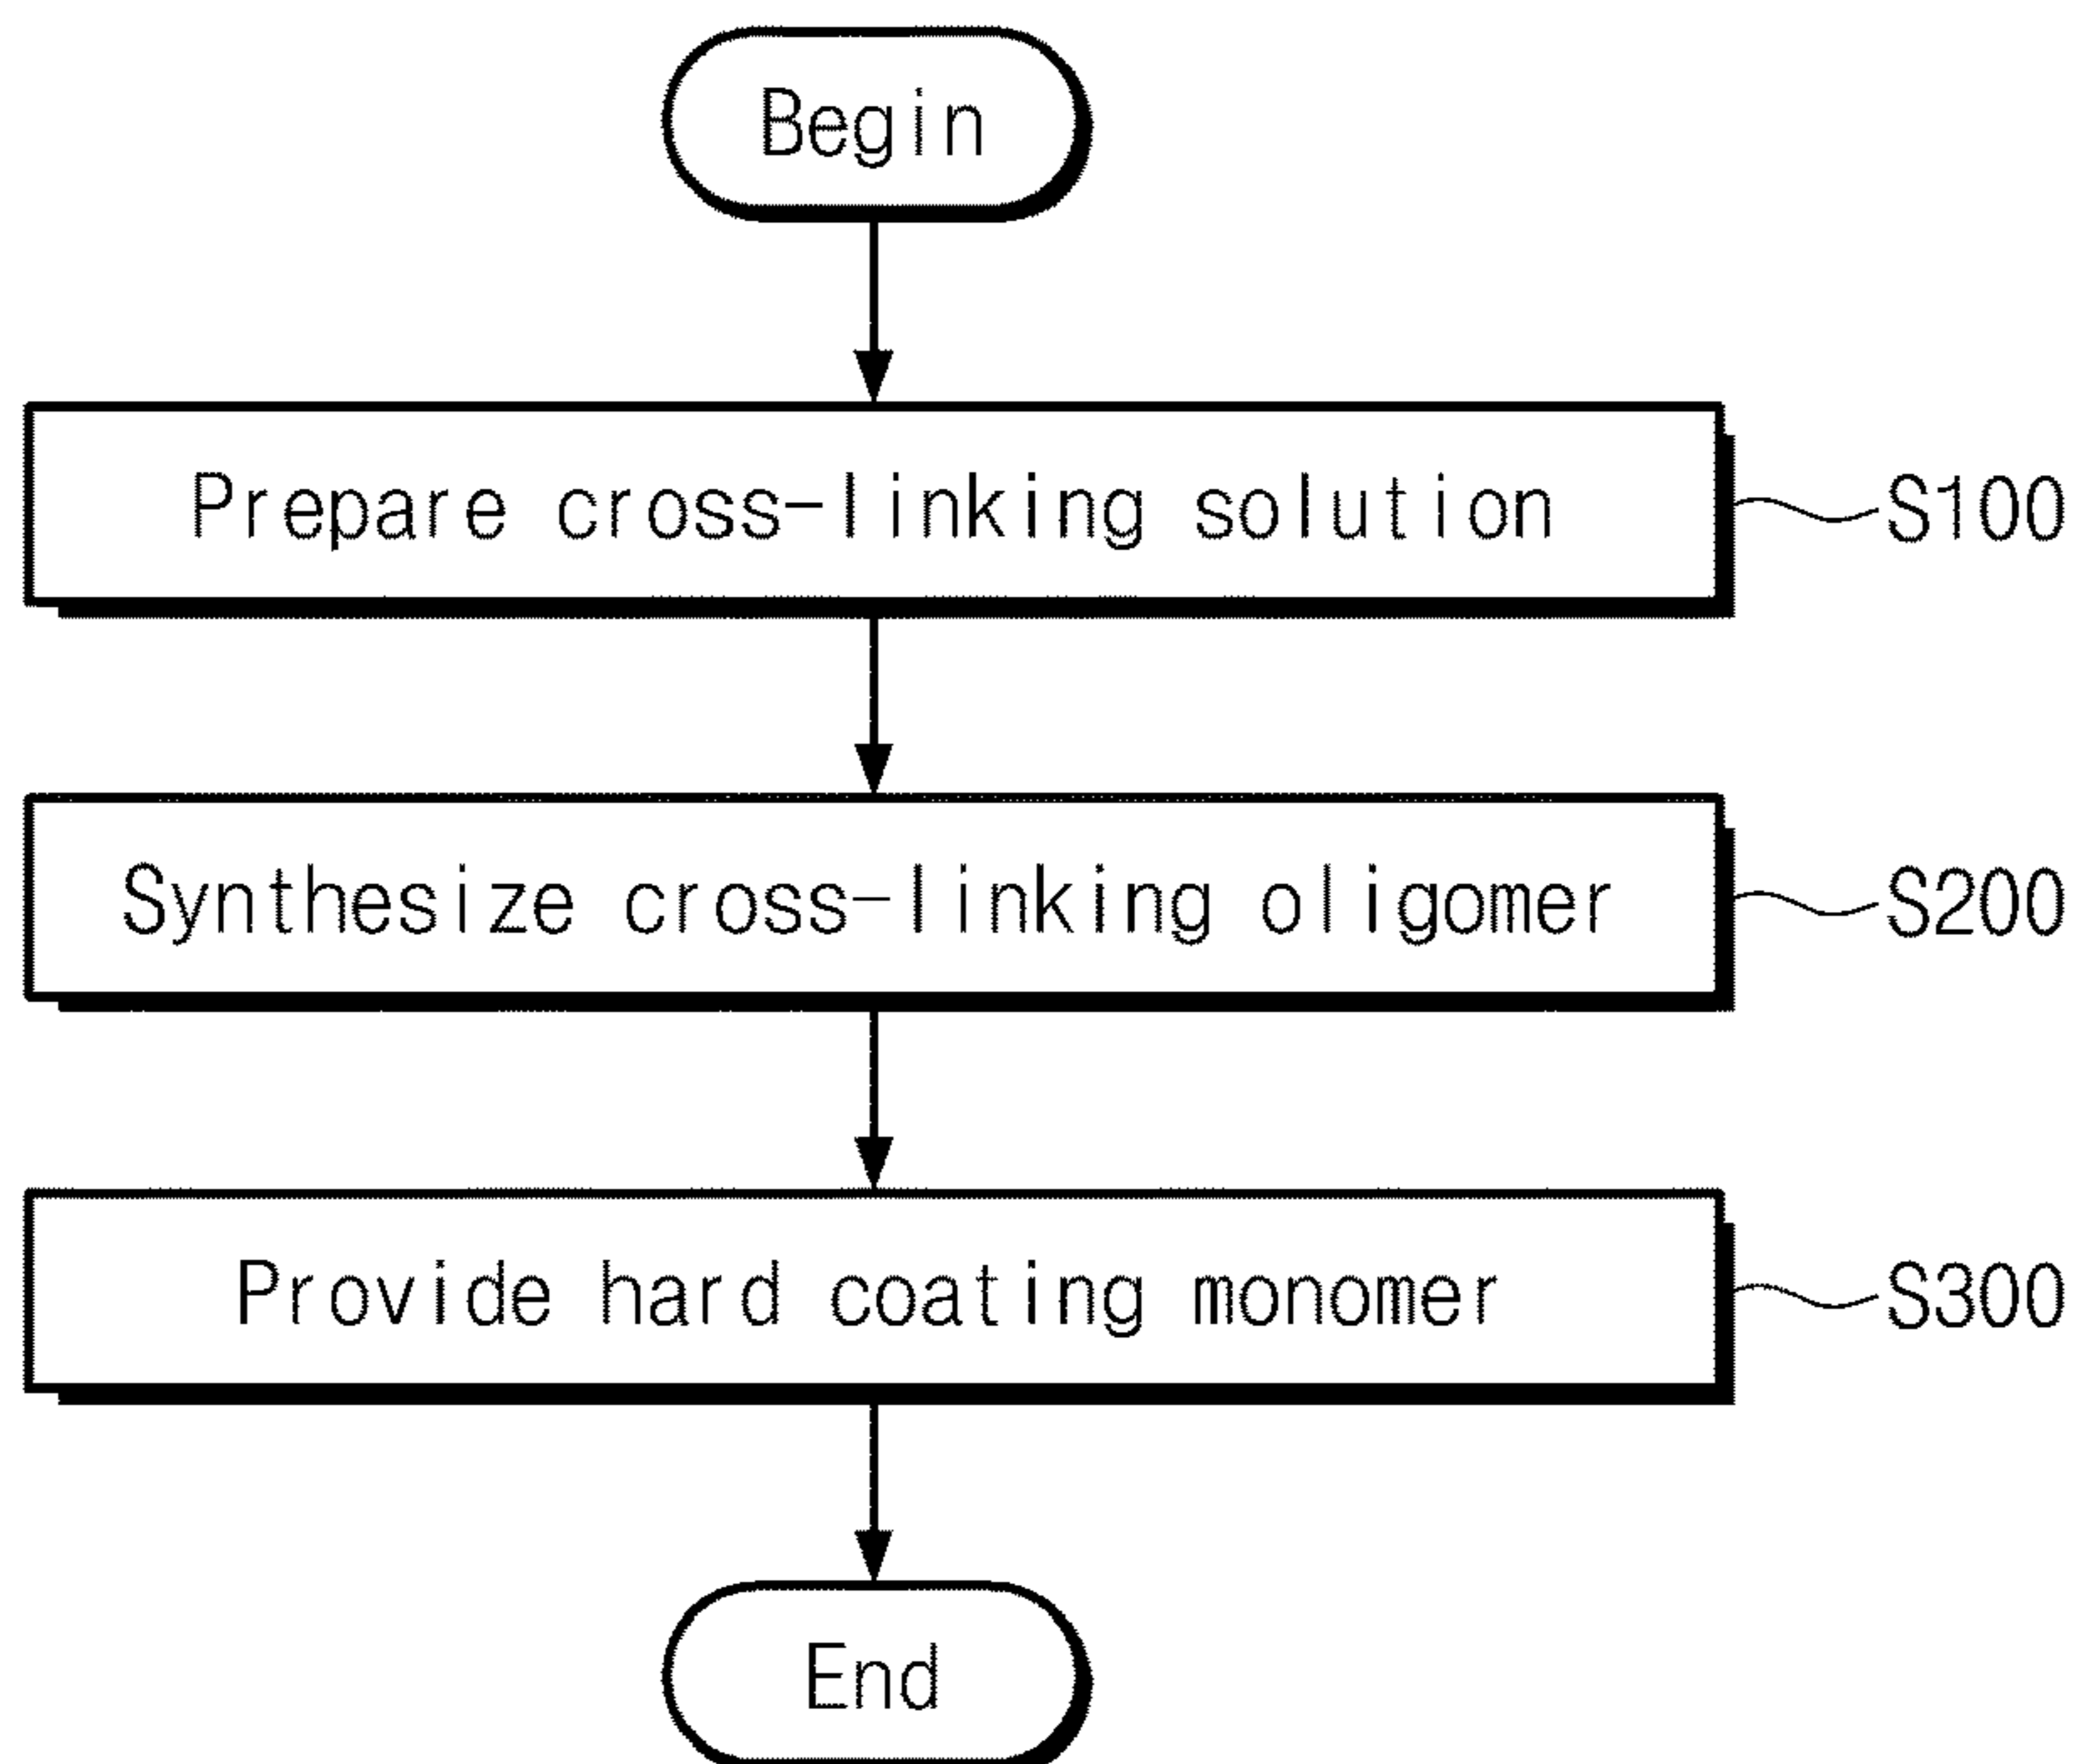 Begin
Prepare cross-linking solution S100
Synthesize cross-linking oligomer S200
Provide hard coating monomer S300
End